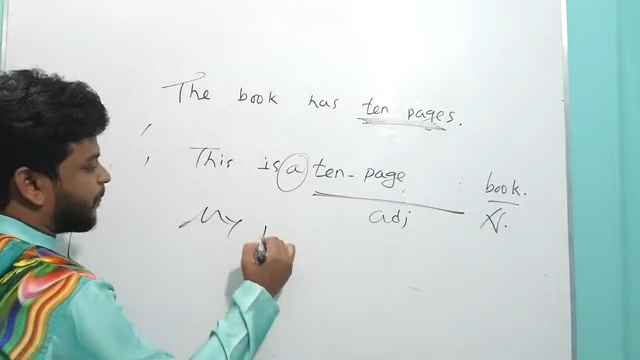 The book has ten pages.
This is a ten-page book.
adj N.
My